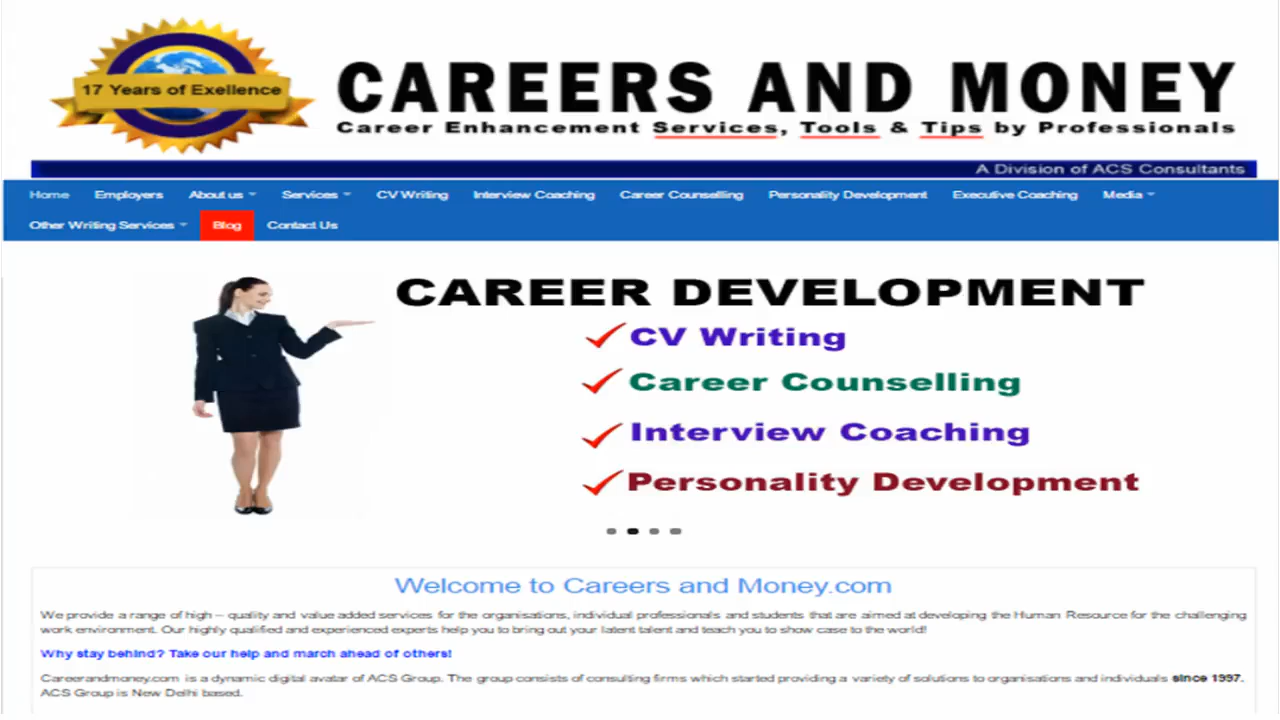 17 Years of Exellence
CAREERS AND MONEY
Career Enhancement Services, Tools & Tips by Professionals
A Division of ACS Consultants
Home Employers About us Services CV Writing Interview Coaching Career Counselling Personality Development Executive Coaching Media
Other Writing Services Blog Contact Us
CAREER DEVELOPMENT
CV Writing
Career Counselling
Interview Coaching
Personality Development
Welcome to Careers and Money.com
We provide a range of high – quality and value added services for the organisations, individual professionals and students that are aimed at developing the Human Resource for the challenging
work environment. Our highly qualified and experienced experts help you to bring out your latent talent and teach you to show case to the world!
Why stay behind? Take our help and march ahead of others!
Careerandmoney.com is a dynamic digital avatar of ACS Group. The group consists of consulting firms which started providing a variety of solutions to organisations and individuals since 1997.
ACS Group is New Delhi based.